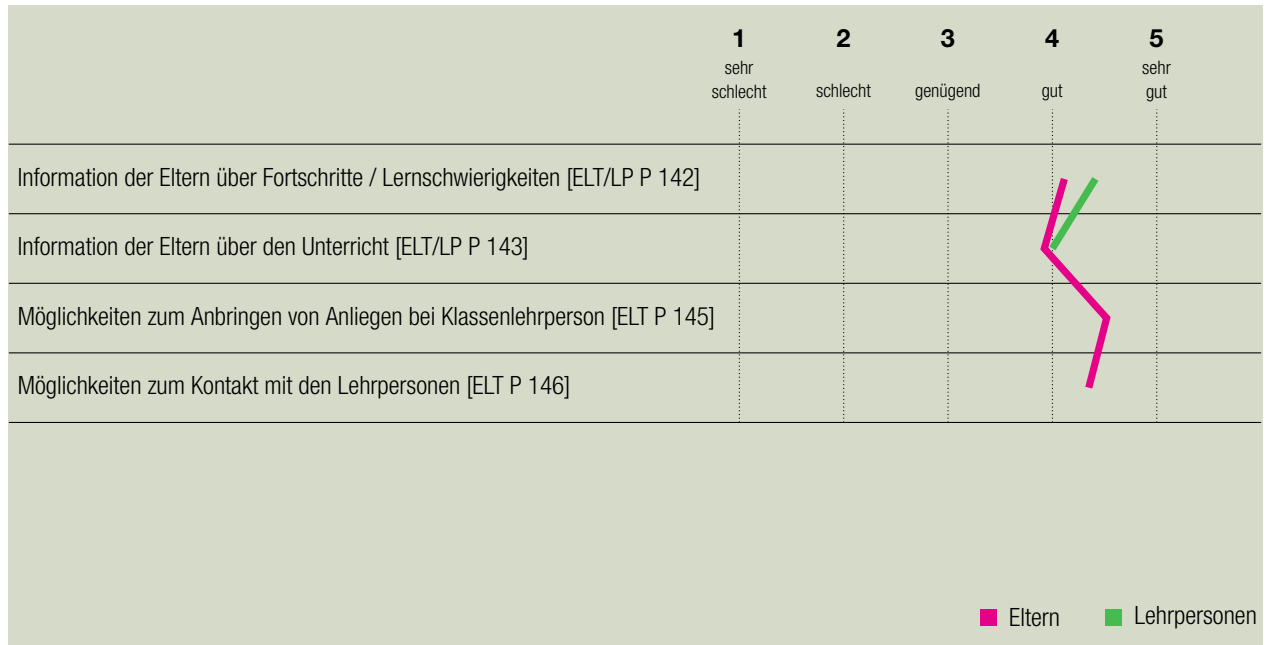 1 2 3 4 5
sehr schlecht schlecht genügend gut sehr gut
Information der Eltern über Fortschritte / Lernschwierigkeiten [ELT/LP P 142]
Information der Eltern über den Unterricht [ELT/LP P 143]
Möglichkeiten zum Anbringen von Anliegen bei Klassenlehrperson [ELT P 145]
Möglichkeiten zum Kontakt mit den Lehrpersonen [ELT P 146]
Eltern Lehrpersonen